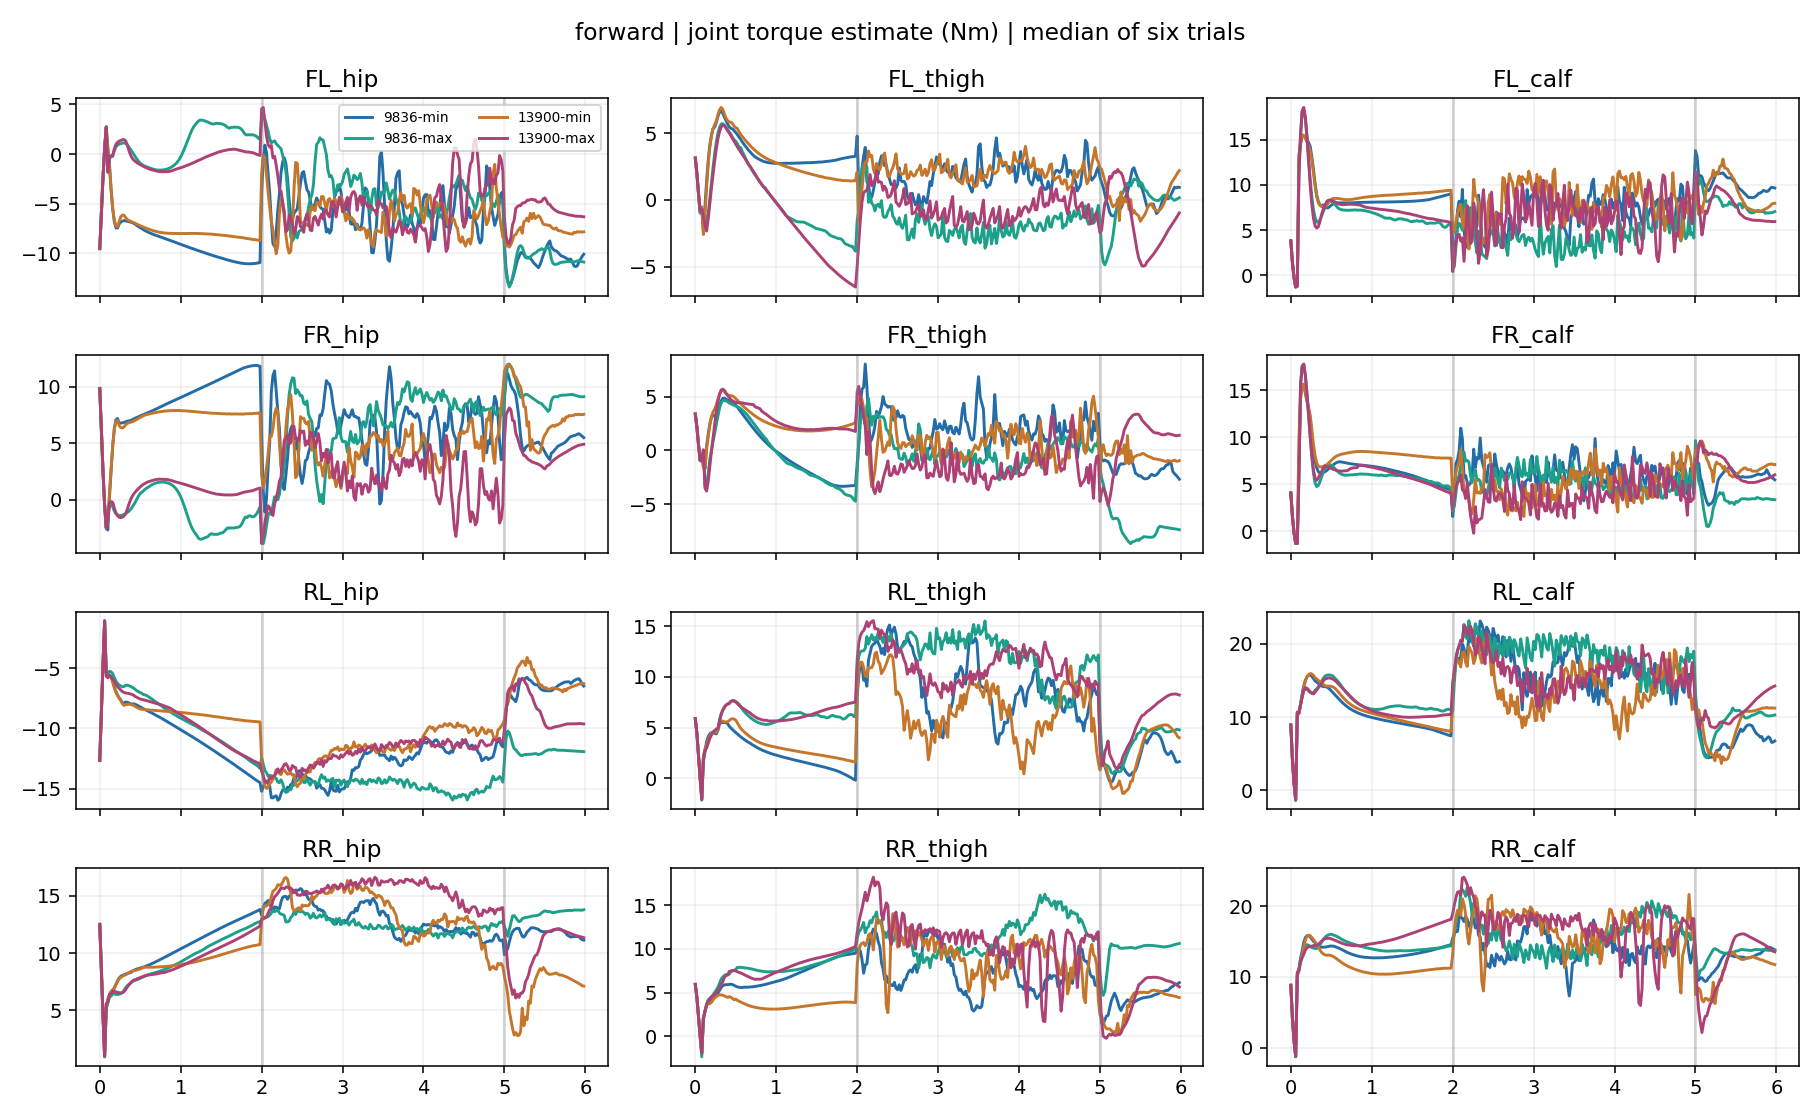 forward | joint torque estimate (Nm) | median of six trials
FL_hip
FL_thigh
FL_calf
5
0
−5
−10
9836-min
9836-max
13900-min
13900-max
5
0
−5
15
10
5
0
FR_hip
FR_thigh
FR_calf
10
5
0
5
0
−5
15
10
5
0
RL_hip
RL_thigh
RL_calf
−5
−10
−15
15
10
5
0
20
10
0
RR_hip
RR_thigh
RR_calf
15
10
5
15
10
5
0
20
10
0
0 1 2 3 4 5 6
0 1 2 3 4 5 6
0 1 2 3 4 5 6